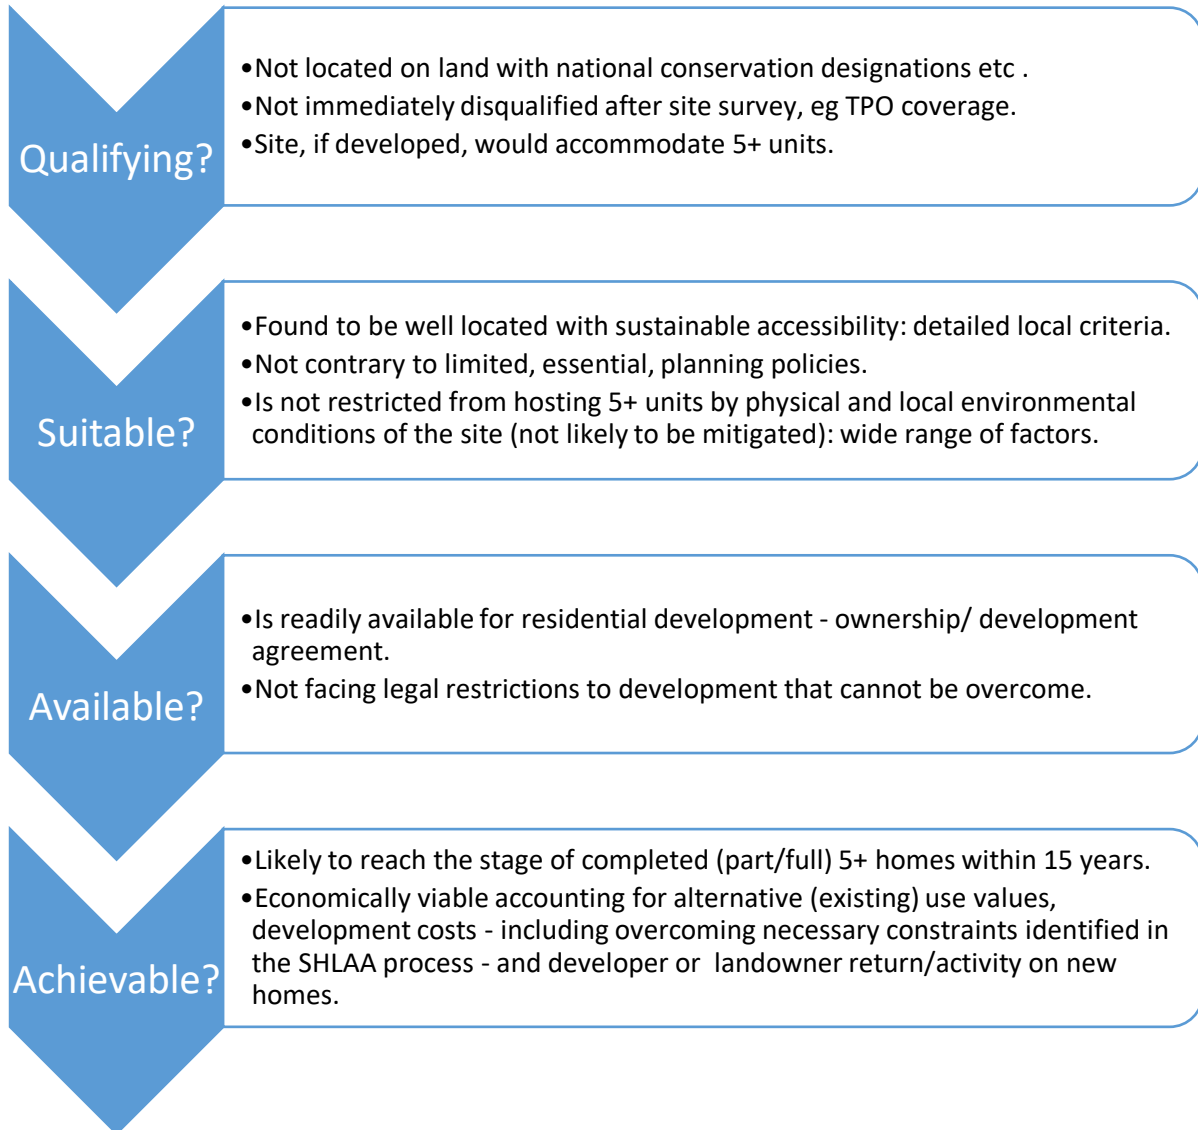 Qualifying?
•Not located on land with national conservation designations etc .
•Not immediately disqualified after site survey, eg TPO coverage.
•Site, if developed, would accommodate 5+ units.
Suitable?
•Found to be well located with sustainable accessibility: detailed local criteria.
•Not contrary to limited, essential, planning policies.
•Is not restricted from hosting 5+ units by physical and local environmental
conditions of the site (not likely to be mitigated): wide range of factors.
Available?
•Is readily available for residential development - ownership/ development
agreement.
•Not facing legal restrictions to development that cannot be overcome.
Achievable?
•Likely to reach the stage of completed (part/full) 5+ homes within 15 years.
•Economically viable accounting for alternative (existing) use values,
development costs - including overcoming necessary constraints identified in
the SHLAA process - and developer or  landowner return/activity on new
homes.